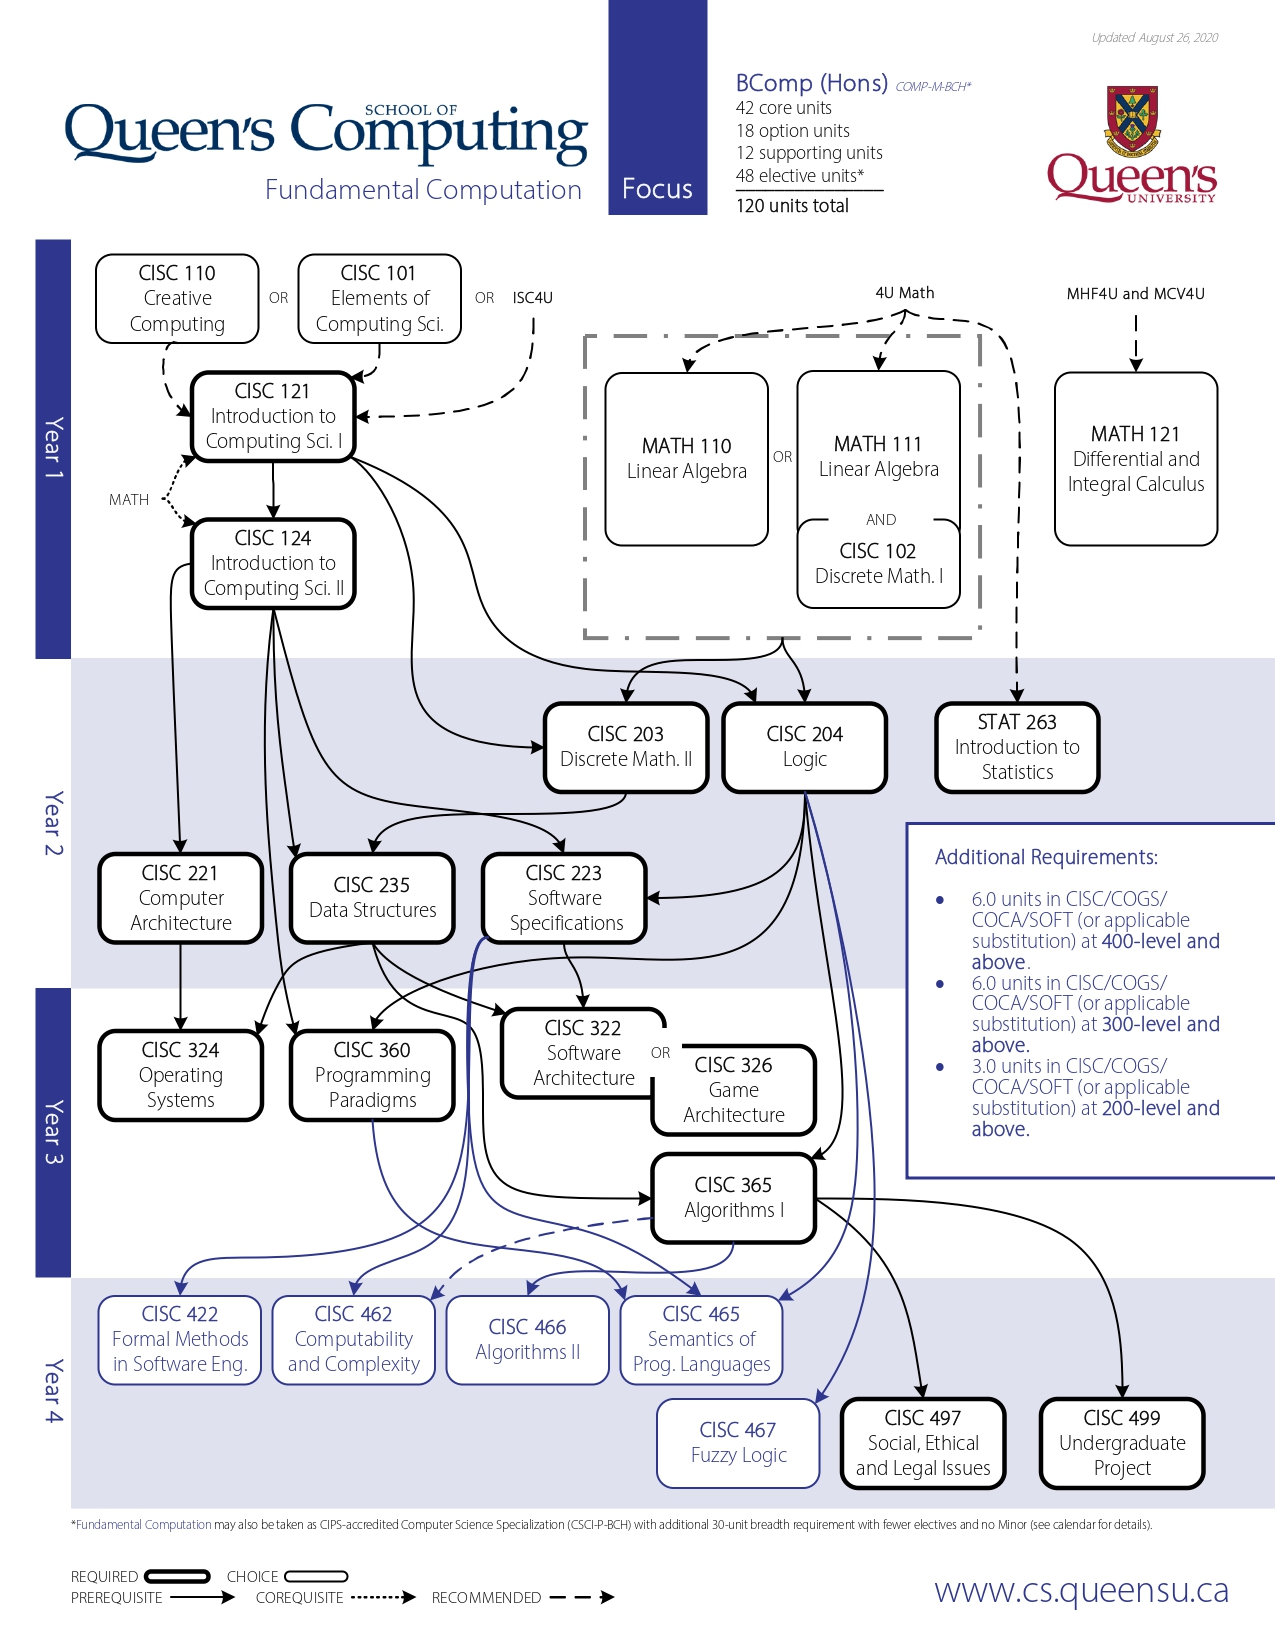 Updated August 26, 2020
SCHOOL OF
Queen's Computing
Fundamental Computation
Focus
BComp (Hons) COMP-M-BCH*
42 core units
18 option units
12 supporting units
48 elective units*
120 units total
Queen's
UNIVERSITY
Year 1
CISC 110
Creative
Computing
OR
CISC 101
Elements of
Computing Sci.
OR
ISC4U
4U Math
MHF4U and MCV4U
CISC 121
Introduction to
Computing Sci. I
MATH
CISC 124
Introduction to
Computing Sci. II
MATH 110
Linear Algebra
OR
MATH 111
Linear Algebra
AND
CISC 102
Discrete Math. I
MATH 121
Differential and
Integral Calculus
Year 2
CISC 203
Discrete Math. II
CISC 204
Logic
STAT 263
Introduction to
Statistics
CISC 221
Computer
Architecture
CISC 235
Data Structures
CISC 223
Software
Specifications
Additional Requirements:
• 6.0 units in CISC/COGS/
COCA/SOFT (or applicable
substitution) at 400-level and
above.
• 6.0 units in CISC/COGS/
COCA/SOFT (or applicable
substitution) at 300-level and
above.
• 3.0 units in CISC/COGS/
COCA/SOFT (or applicable
substitution) at 200-level and
above.
Year 3
CISC 324
Operating
Systems
CISC 360
Programming
Paradigms
CISC 322
Software
Architecture
OR
CISC 326
Game
Architecture
CISC 365
Algorithms I
Year 4
CISC 422
Formal Methods
in Software Eng.
CISC 462
Computability
and Complexity
CISC 466
Algorithms II
CISC 465
Semantics of
Prog. Languages
CISC 467
Fuzzy Logic
CISC 497
Social, Ethical
and Legal Issues
CISC 499
Undergraduate
Project
*Fundamental Computation may also be taken as CIPS-accredited Computer Science Specialization (CSCI-P-BCH) with additional 30-unit breadth requirement with fewer electives and no Minor (see calendar for details).
REQUIRED CHOICE
PREREQUISITE COREQUISITE RECOMMENDED
www.cs.queensu.ca